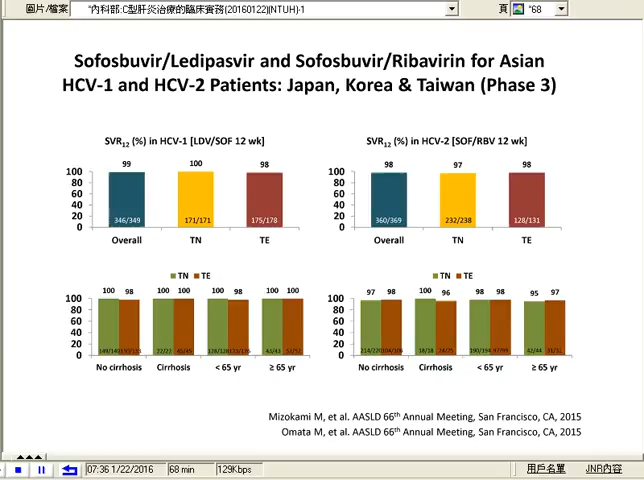 圖片/檔案
"內科部:C型肝炎治療的臨床實務(20160122)(NTUH)-1
頁
"68
Sofosbuvir/Ledipasvir and Sofosbuvir/Ribavirin for Asian
HCV-1 and HCV-2 Patients: Japan, Korea & Taiwan (Phase 3)
SVR12 (%) in HCV-1 [LDV/SOF 12 wk]
99 100 98
100
80
60
40
20
0
346/349 171/171 175/178
Overall TN TE
SVR12 (%) in HCV-2 [SOF/RBV 12 wk]
98 97 98
100
80
60
40
20
0
360/369 232/238 128/131
Overall TN TE
TN TE
100 98 100 100 100 98 100 100
100
80
60
40
20
0
No cirrhosis Cirrhosis < 65 yr ≥ 65 yr
TN TE
97 98 100 96 98 98 95 97
100
80
60
40
20
0
18/18 42/44
No cirrhosis Cirrhosis < 65 yr ≥ 65 yr
Mizokami M, et al. AASLD 66th Annual Meeting, San Francisco, CA, 2015
Omata M, et al. AASLD 66th Annual Meeting, San Francisco, CA, 2015
07:36 1/22/2016 68 min 129Kbps 用戶名單 JNR內容